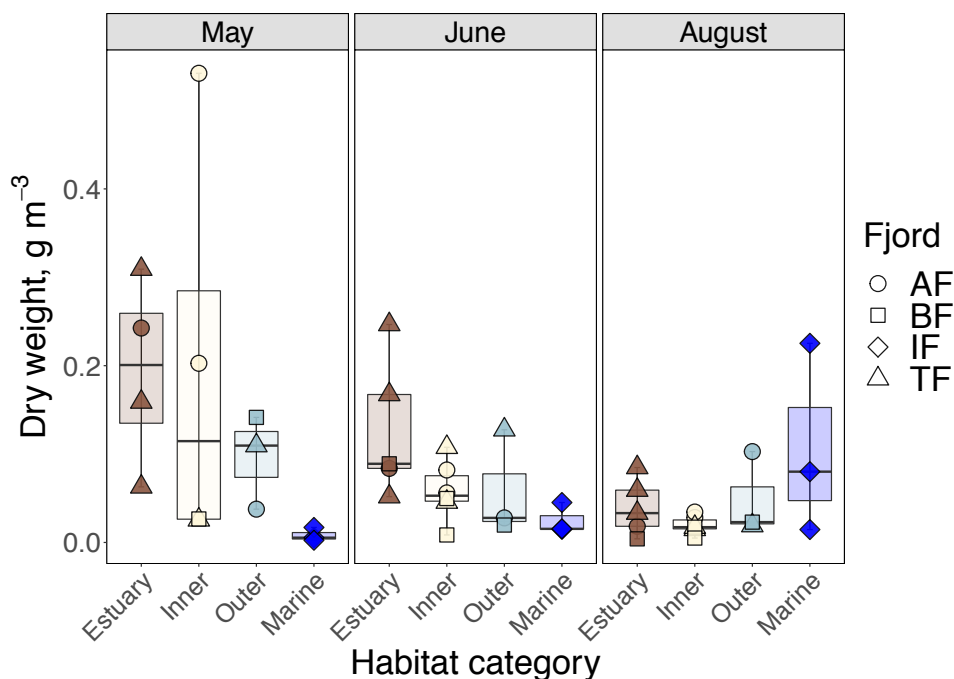 May
June
August
Dry weight, g m⁻³
0.4
0.2
0.0
Estuary
Inner
Outer
Marine
Estuary
Inner
Outer
Marine
Estuary
Inner
Outer
Marine
Habitat category
Fjord
AF
BF
IF
TF